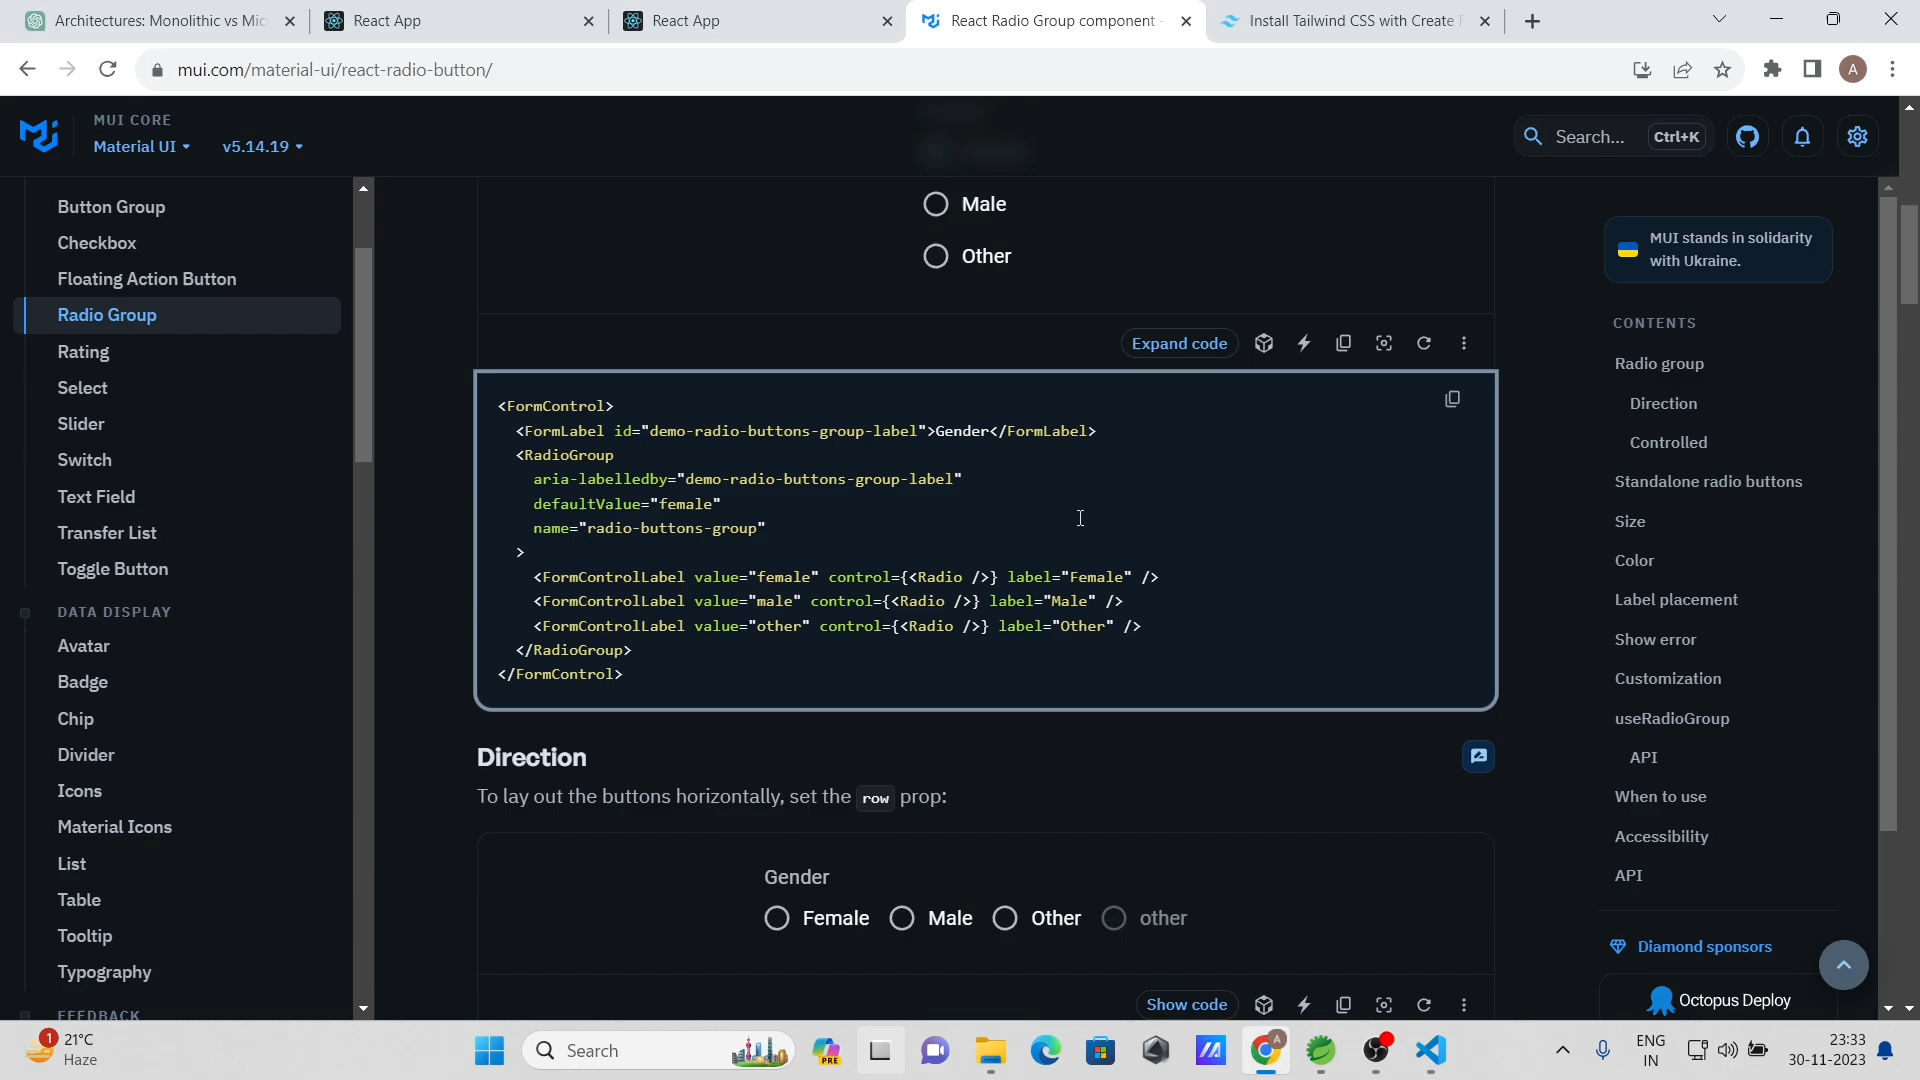 Architectures: Monolithic vs Mic
React App
React App
React Radio Group component -
Install Tailwind CSS with Create
mui.com/material-ui/react-radio-button/
A
MUI CORE
Material UI
v5.14.19
Search...
Ctrl+K
Button Group
Checkbox
Floating Action Button
Radio Group
Rating
Select
Slider
Switch
Text Field
Transfer List
Toggle Button
DATA DISPLAY
Avatar
Badge
Chip
Divider
Icons
Material Icons
List
Table
Tooltip
Typography
FEEDBACK
Male
Other
Expand code
<FormControl>
<FormLabel id="demo-radio-buttons-group-label">Gender</FormLabel>
<RadioGroup
aria-labelledby="demo-radio-buttons-group-label"
defaultValue="female"
name="radio-buttons-group"
>
<FormControlLabel value="female" control={<Radio />} label="Female" />
<FormControlLabel value="male" control={<Radio />} label="Male" />
<FormControlLabel value="other" control={<Radio />} label="Other" />
</RadioGroup>
</FormControl>
Direction
To lay out the buttons horizontally, set the row prop:
Gender
Female
Male
Other
other
Show code
MUI stands in solidarity
with Ukraine.
CONTENTS
Radio group
Direction
Controlled
Standalone radio buttons
Size
Color
Label placement
Show error
Customization
useRadioGroup
API
When to use
Accessibility
API
Diamond sponsors
Octopus Deploy
1
21°C
Haze
Search
PRE
A
ENG
IN
23:33
30-11-2023